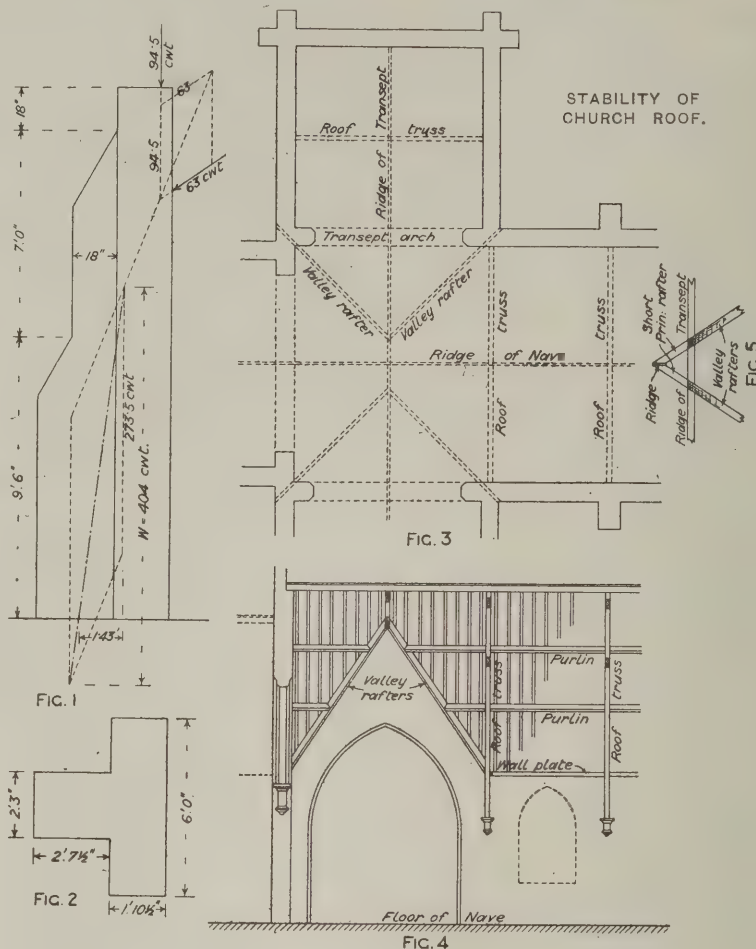 STABILITY OF
CHURCH ROOF.
94·5
cwt
63
94·5
63 cwt
18"
7'.0"
18"
9'.6"
273·5 cwt
W = 404 cwt.
1·43'
FIG. 1
2'.3"
2'.7½"
6'.0"
1'.10½"
FIG. 2
Roof truss
Ridge of Transept
Transept arch
Valley rafter
Valley rafter
Ridge of Nave
Roof truss
Roof truss
FIG. 3
Short
Prin: rafter
Ridge
Ridge of Transept
Valley
rafters
FIG. 5
Valley
rafters
Purlin
Purlin
Roof truss
Roof truss
Wall plate
Floor of Nave
FIG. 4